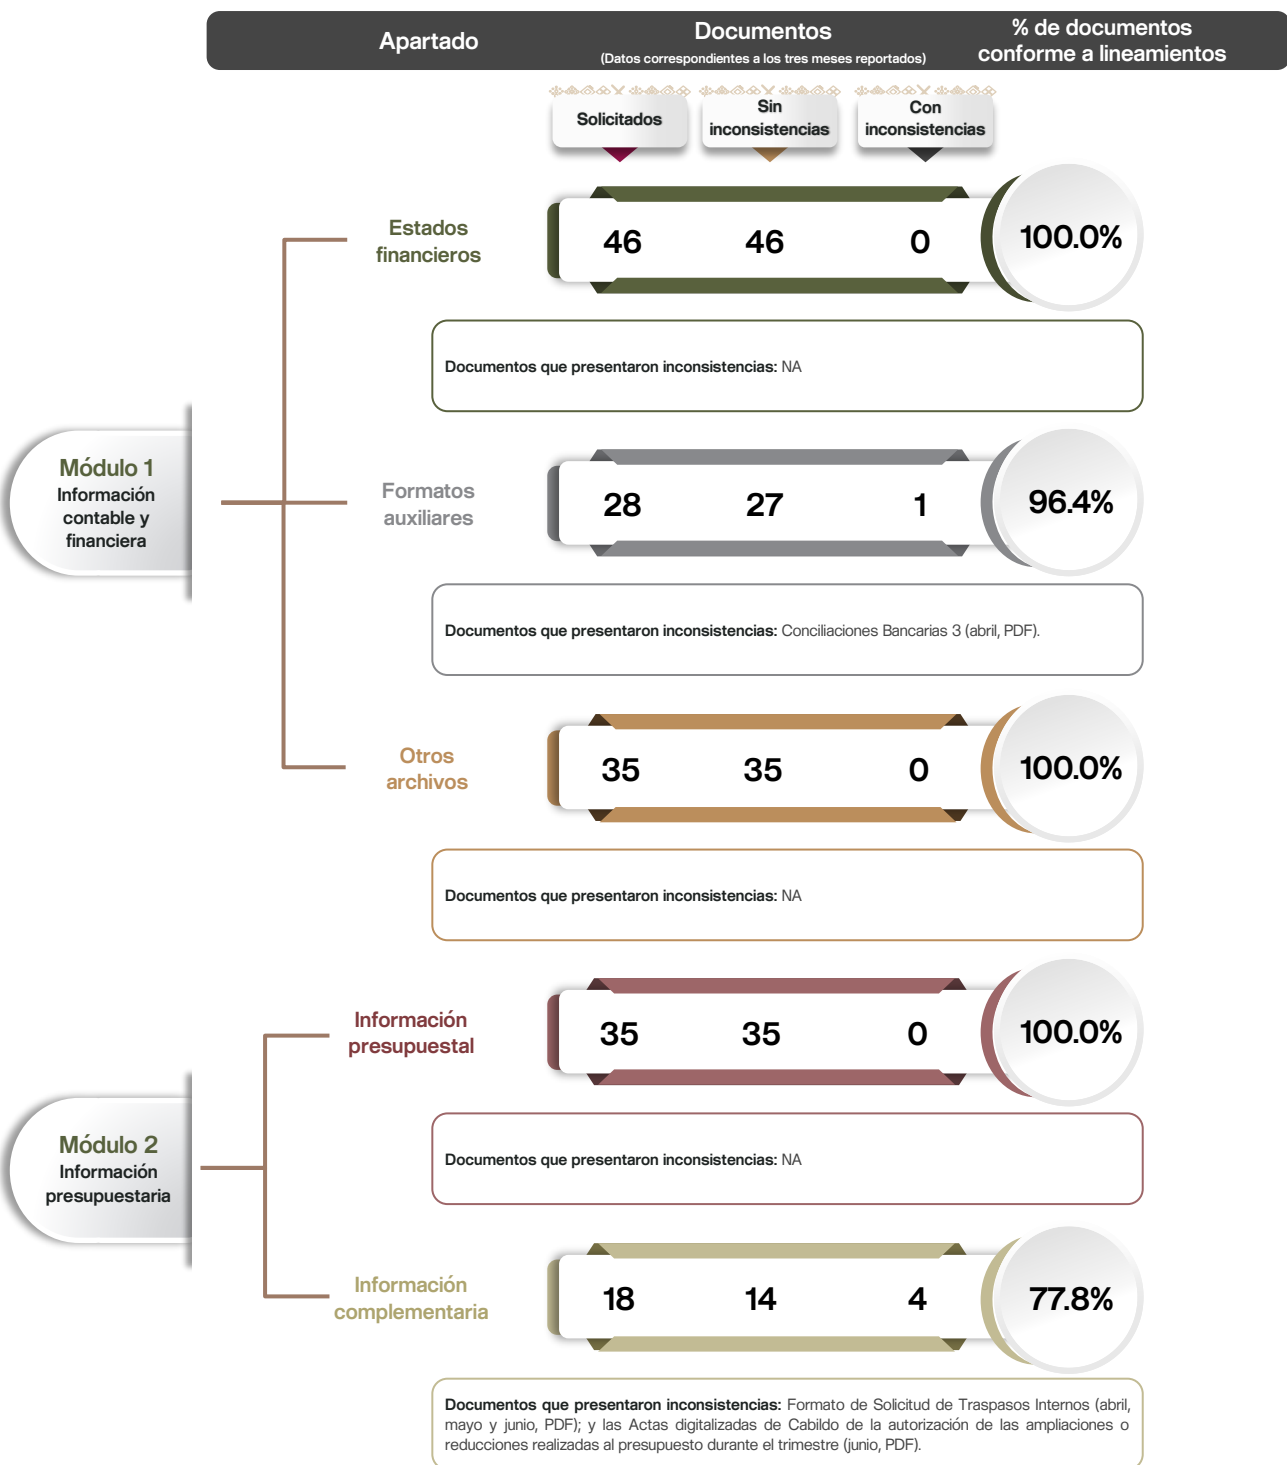 Apartado
Documentos
(Datos correspondientes a los tres meses reportados)
% de documentos
conforme a lineamientos
Solicitados
Sin
inconsistencias
Con
inconsistencias
Módulo 1
Información
contable y
financiera
Estados
financieros
46 46 0 100.0%
Documentos que presentaron inconsistencias: NA
Formatos
auxiliares
28 27 1 96.4%
Documentos que presentaron inconsistencias: Conciliaciones Bancarias 3 (abril, PDF).
Otros
archivos
35 35 0 100.0%
Documentos que presentaron inconsistencias: NA
Módulo 2
Información
presupuestaria
Información
presupuestal
35 35 0 100.0%
Documentos que presentaron inconsistencias: NA
Información
complementaria
18 14 4 77.8%
Documentos que presentaron inconsistencias: Formato de Solicitud de Traspasos Internos (abril,
mayo y junio, PDF); y las Actas digitalizadas de Cabildo de la autorización de las ampliaciones o
reducciones realizadas al presupuesto durante el trimestre (junio, PDF).